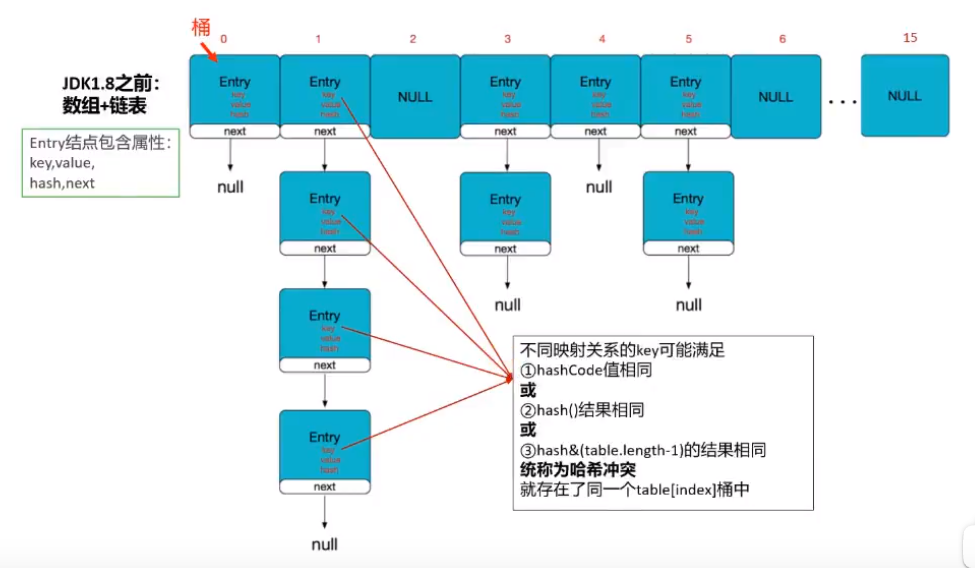 桶
0 1 2 3 4 5 6 15
JDK1.8之前：
数组+链表
Entry结点包含属性：
key,value,
hash,next
Entry Entry NULL Entry Entry Entry NULL ... NULL
key key key key key
value value value value value
hash hash hash hash hash
next next next next next
null null
Entry Entry Entry
key key key
value value value
hash hash hash
next next next
null null
Entry
key
value
hash
next
Entry
key
value
hash
next
null
不同映射关系的key可能满足
①hashCode值相同
或
②hash()结果相同
或
③hash&(table.length-1)的结果相同
统称为哈希冲突
就存在了同一个table[index]桶中